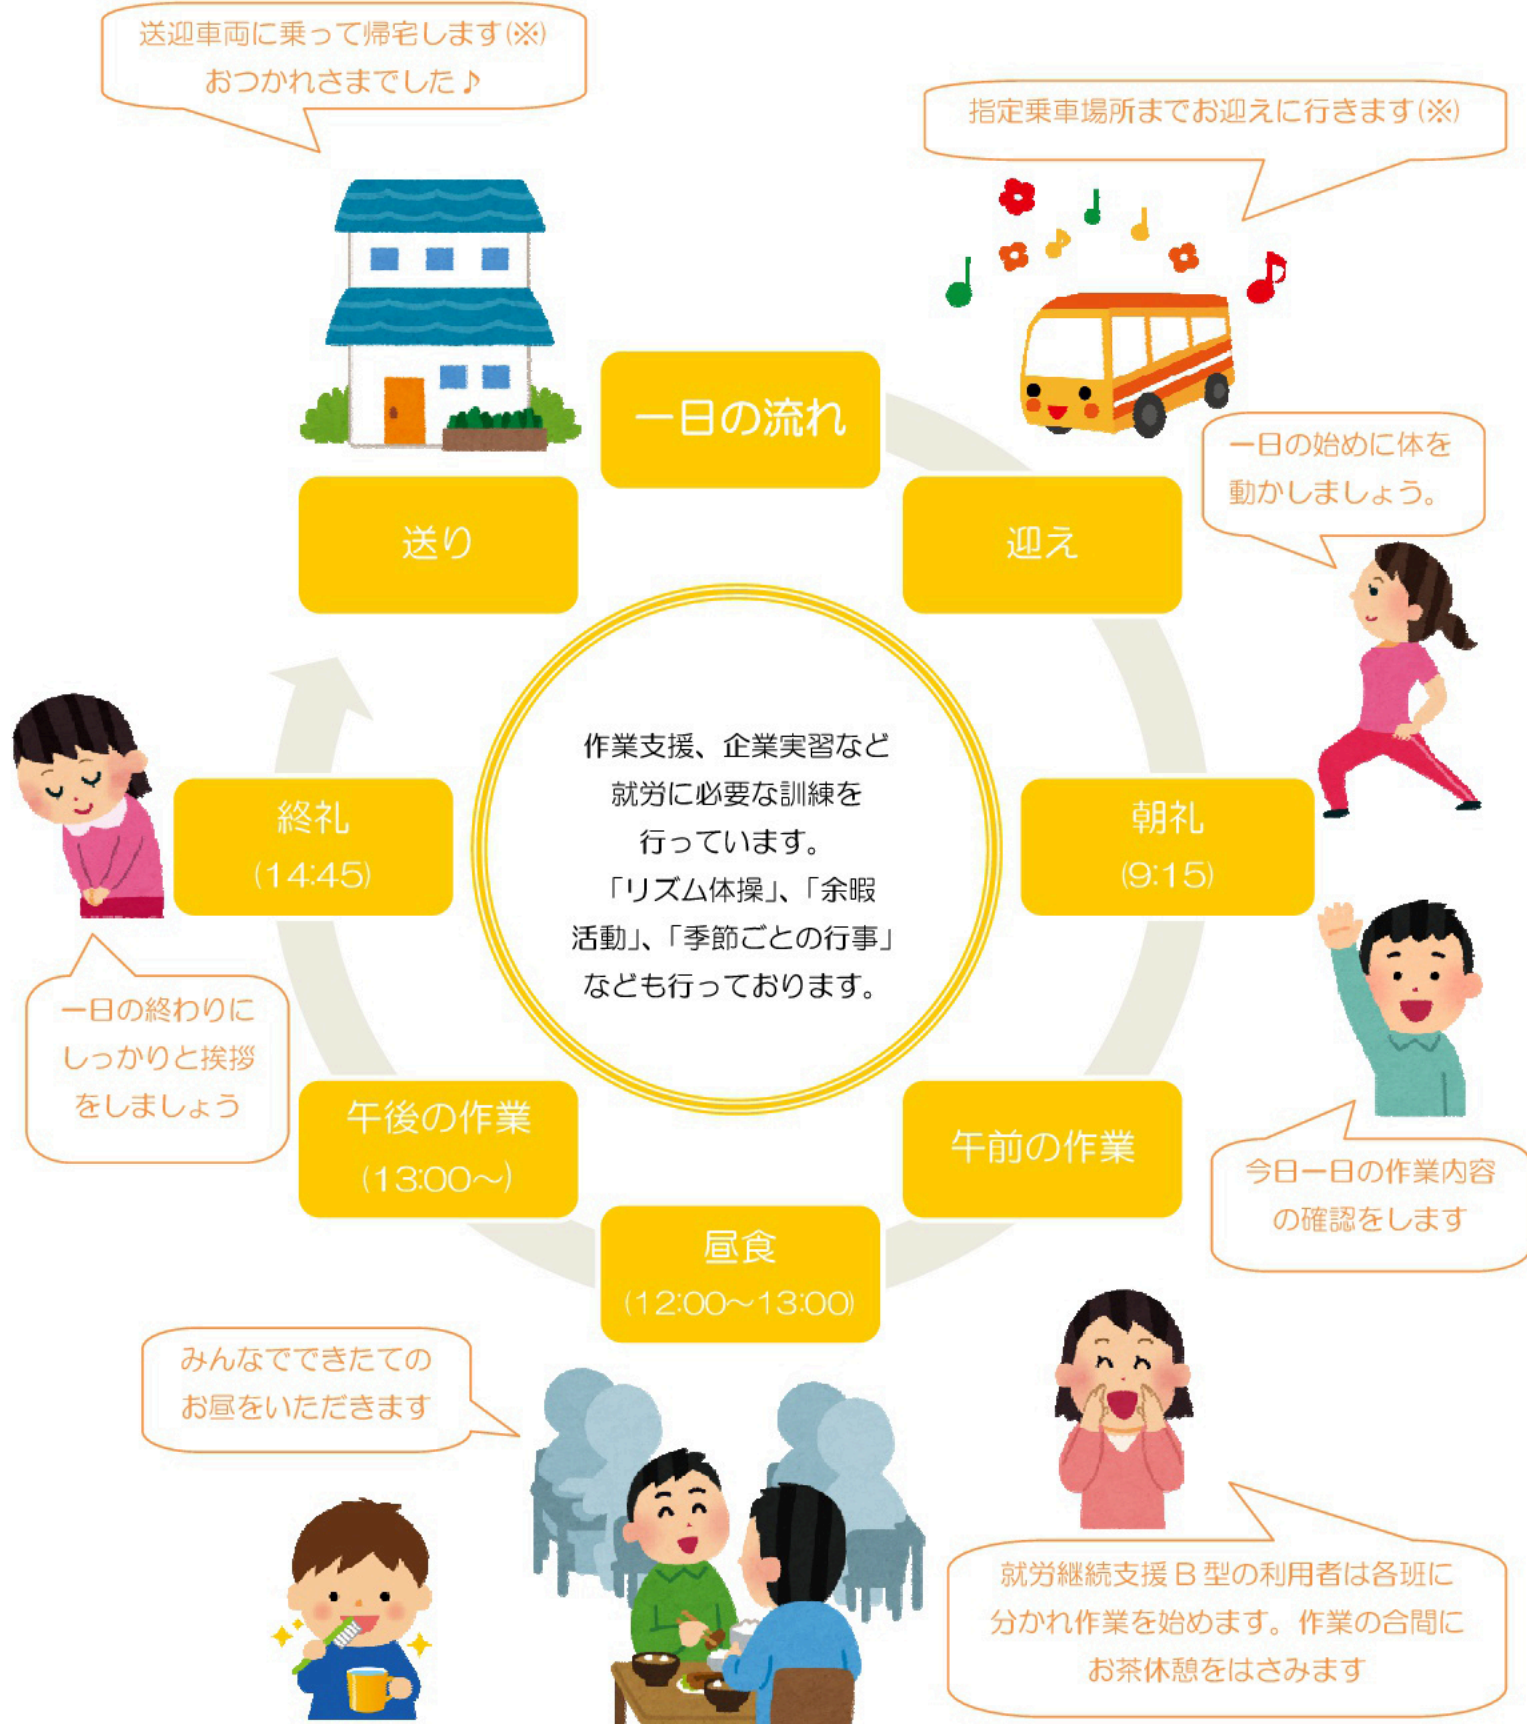 送迎車両に乗って帰宅します(※)
おつかれさまでした♪
指定乗車場所までお迎えに行きます(※)
一日の流れ
迎え
一日の始めに体を
動かしましょう。
朝礼
(9:15)
今日一日の作業内容
の確認をします
午前の作業
就労継続支援B型の利用者は各班に
分かれ作業を始めます。作業の合間に
お茶休憩をはさみます
昼食
(12:00～13:00)
みんなでできたての
お昼をいただきます
午後の作業
(13:00～)
終礼
(14:45)
一日の終わりに
しっかりと挨拶
をしましょう
送り
作業支援、企業実習など
就労に必要な訓練を
行っています。
「リズム体操」、「余暇
活動」、「季節ごとの行事」
なども行っております。